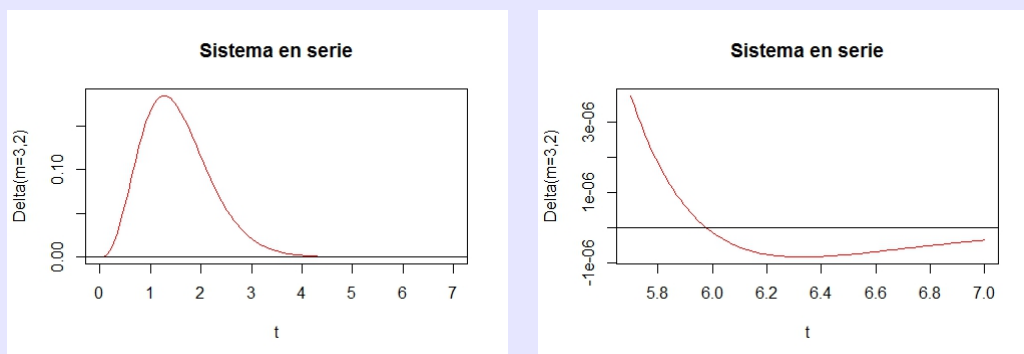 Sistema en serie
Delta(m=3,2)
0.00 0.10
0 1 2 3 4 5 6 7
t
Sistema en serie
Delta(m=3,2)
-1e-06 1e-06 3e-06
5.8 6.0 6.2 6.4 6.6 6.8 7.0
t